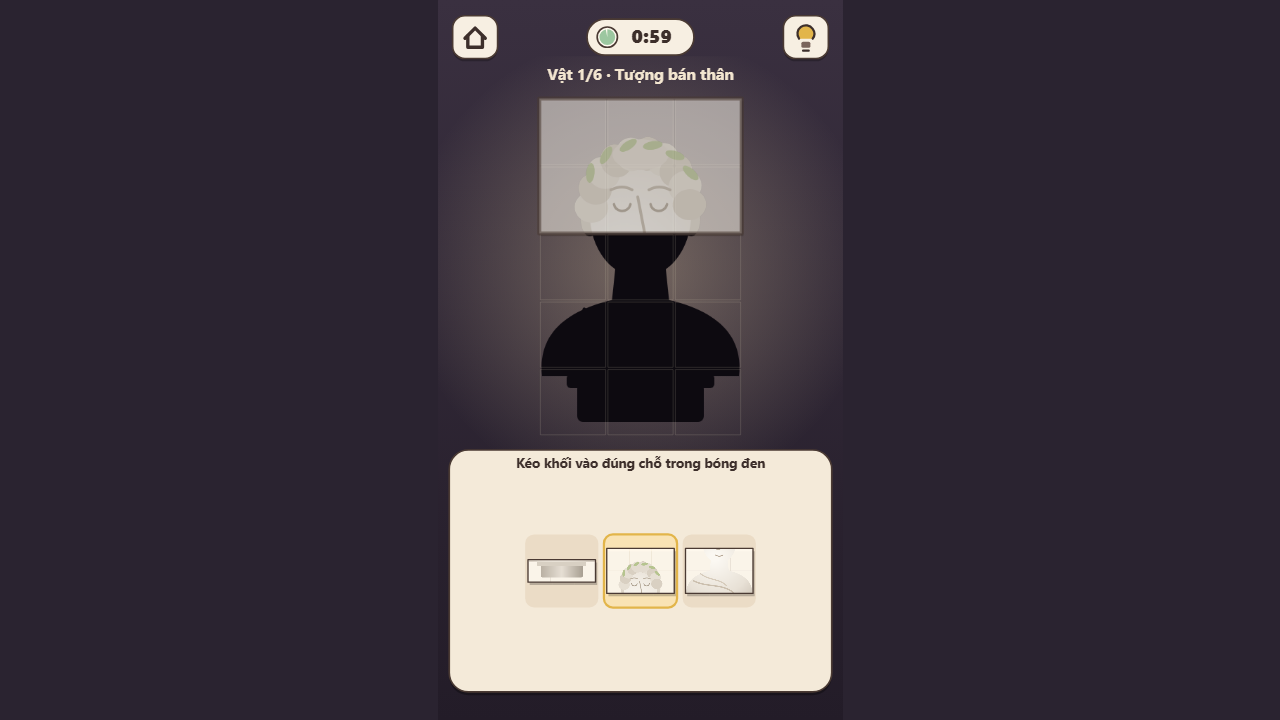 0:59
Vật 1/6 · Tượng bán thân
Kéo khối vào đúng chỗ trong bóng đen